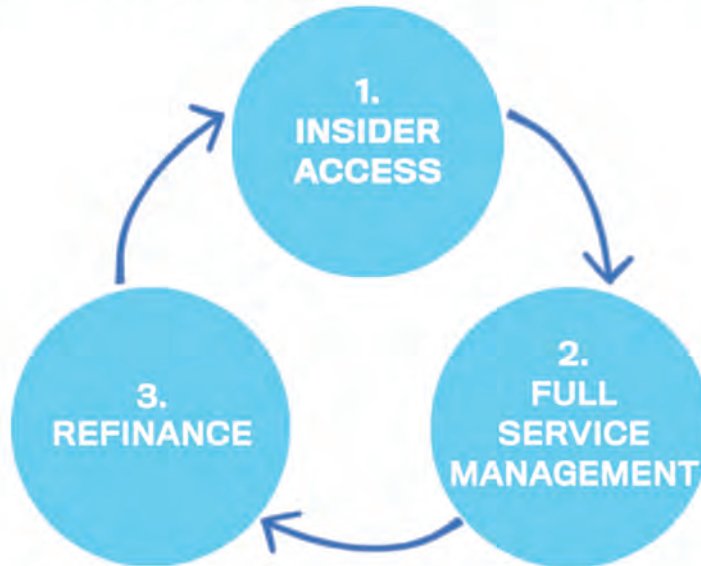 1.
INSIDER
ACCESS
2.
FULL
SERVICE
MANAGEMENT
3.
REFINANCE